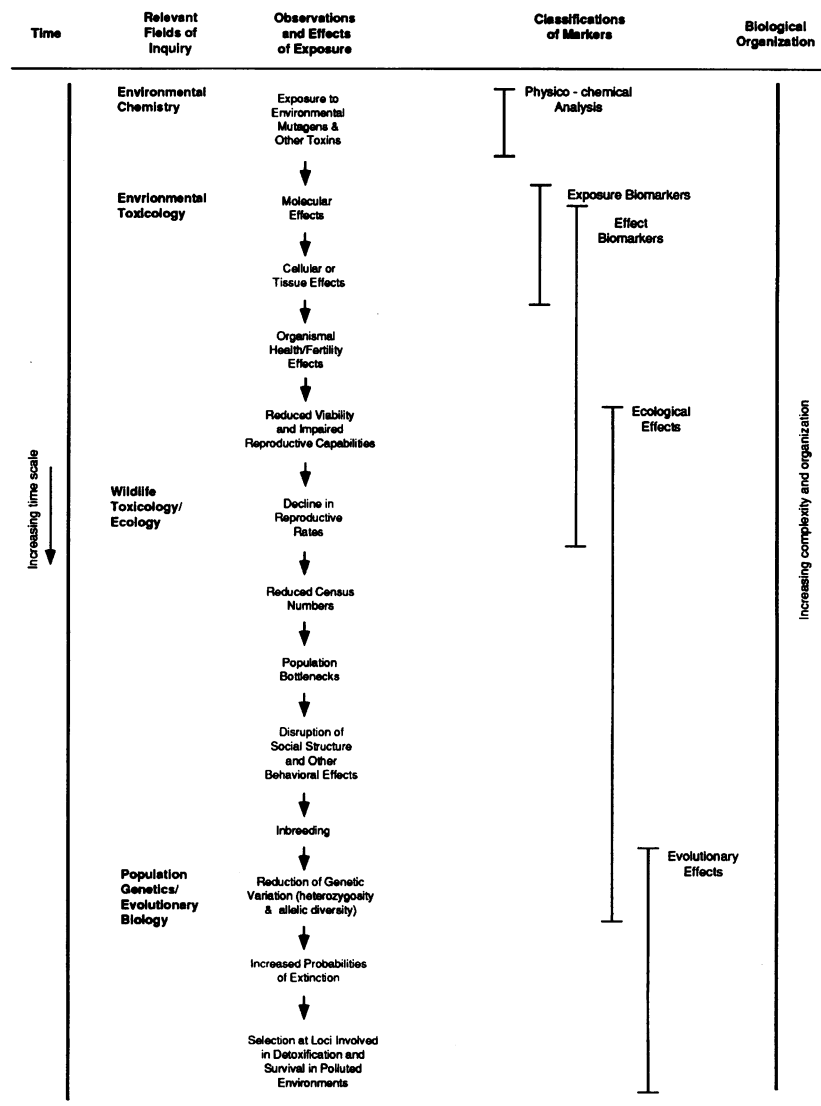 Time
Relevant
Fields of
Inquiry
Observations
and Effects
of Exposure
Classifications
of Markers
Biological
Organization
Environmental
Chemistry
Exposure to
Environmental
Mutagens &
Other Toxins
Physico - chemical
Analysis
Envrionmental
Toxicology
Molecular
Effects
Exposure Biomarkers
Effect
Biomarkers
Cellular or
Tissue Effects
Organismal
Health/Fertility
Effects
Reduced Viability
and Impaired
Reproductive Capabilities
Ecological
Effects
Increasing time scale
Increasing complexity and organization
Wildlife
Toxicology/
Ecology
Decline in
Reproductive
Rates
Reduced Census
Numbers
Population
Bottlenecks
Disruption of
Social Structure
and Other
Behavioral Effects
Inbreeding
Evolutionary
Effects
Population
Genetics/
Evolutionary
Biology
Reduction of Genetic
Variation (heterozygosity
& allelic diversity)
Increased Probabilities
of Extinction
Selection at Loci Involved
in Detoxification and
Survival in Polluted
Environments